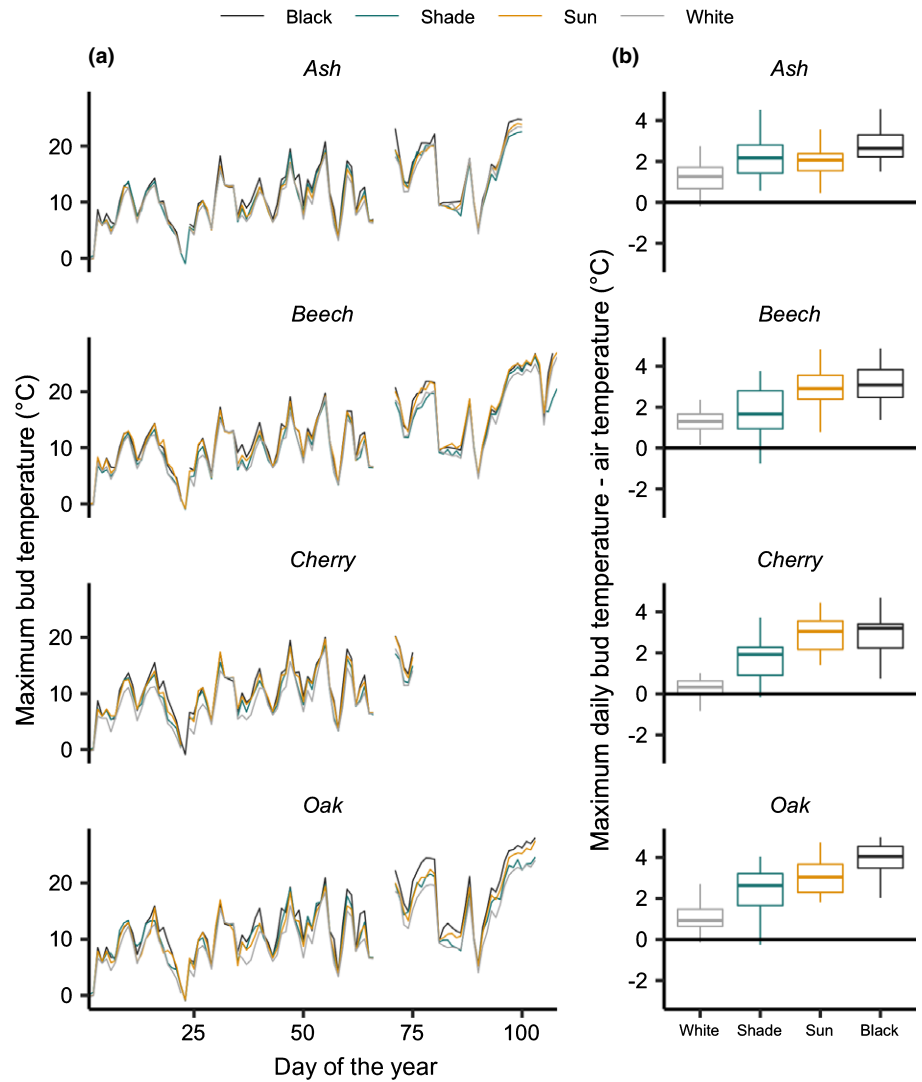 Black Shade Sun White
(a) (b)
Ash Ash
20
10
0
4
2
0
-2
Beech Beech
20
10
0
4
2
0
-2
Cherry Cherry
20
10
0
4
2
0
-2
Oak Oak
20
10
0
4
2
0
-2
25 50 75 100
White Shade Sun Black
Day of the year
Maximum bud temperature (°C)
Maximum daily bud temperature - air temperature (°C)